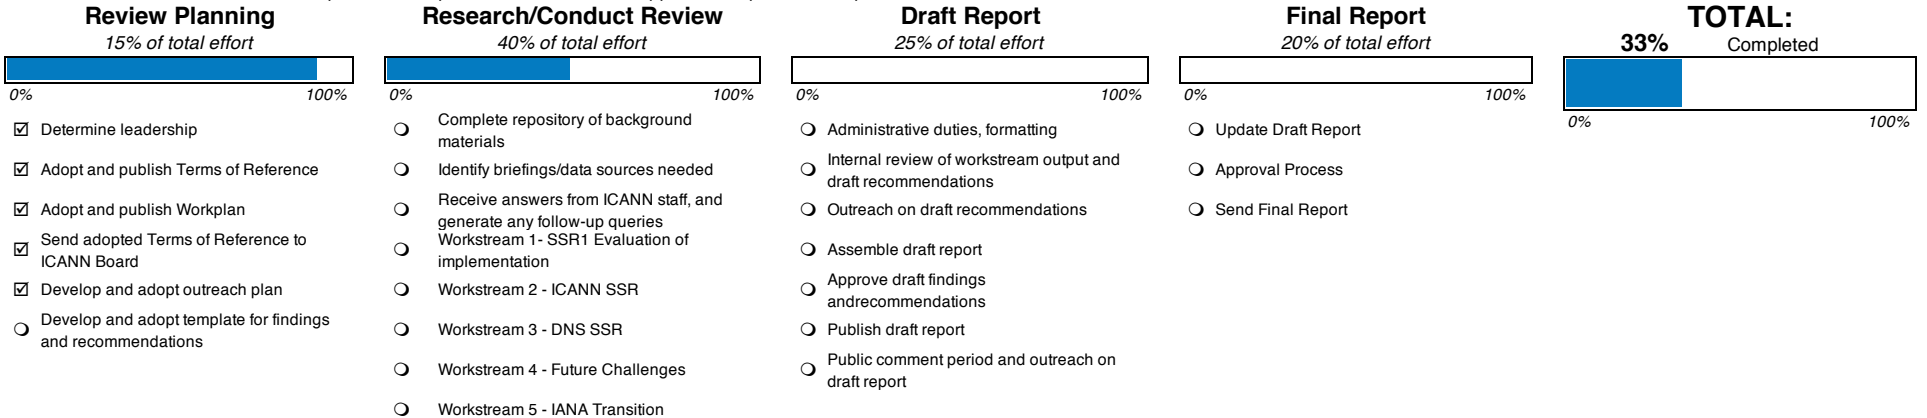 Review Planning
15% of total effort
0% 100%
Determine leadership
Adopt and publish Terms of Reference
Adopt and publish Workplan
Send adopted Terms of Reference to
ICANN Board
Develop and adopt outreach plan
Develop and adopt template for findings
and recommendations
Research/Conduct Review
40% of total effort
0% 100%
Complete repository of background
materials
Identify briefings/data sources needed
Receive answers from ICANN staff, and
generate any follow-up queries
Workstream 1- SSR1 Evaluation of
implementation
Workstream 2 - ICANN SSR
Workstream 3 - DNS SSR
Workstream 4 - Future Challenges
Workstream 5 - IANA Transition
Draft Report
25% of total effort
0% 100%
Administrative duties, formatting
Internal review of workstream output and
draft recommendations
Outreach on draft recommendations
Assemble draft report
Approve draft findings
andrecommendations
Publish draft report
Public comment period and outreach on
draft report
Final Report
20% of total effort
0% 100%
Update Draft Report
Approval Process
Send Final Report
TOTAL:
33% Completed
0% 100%